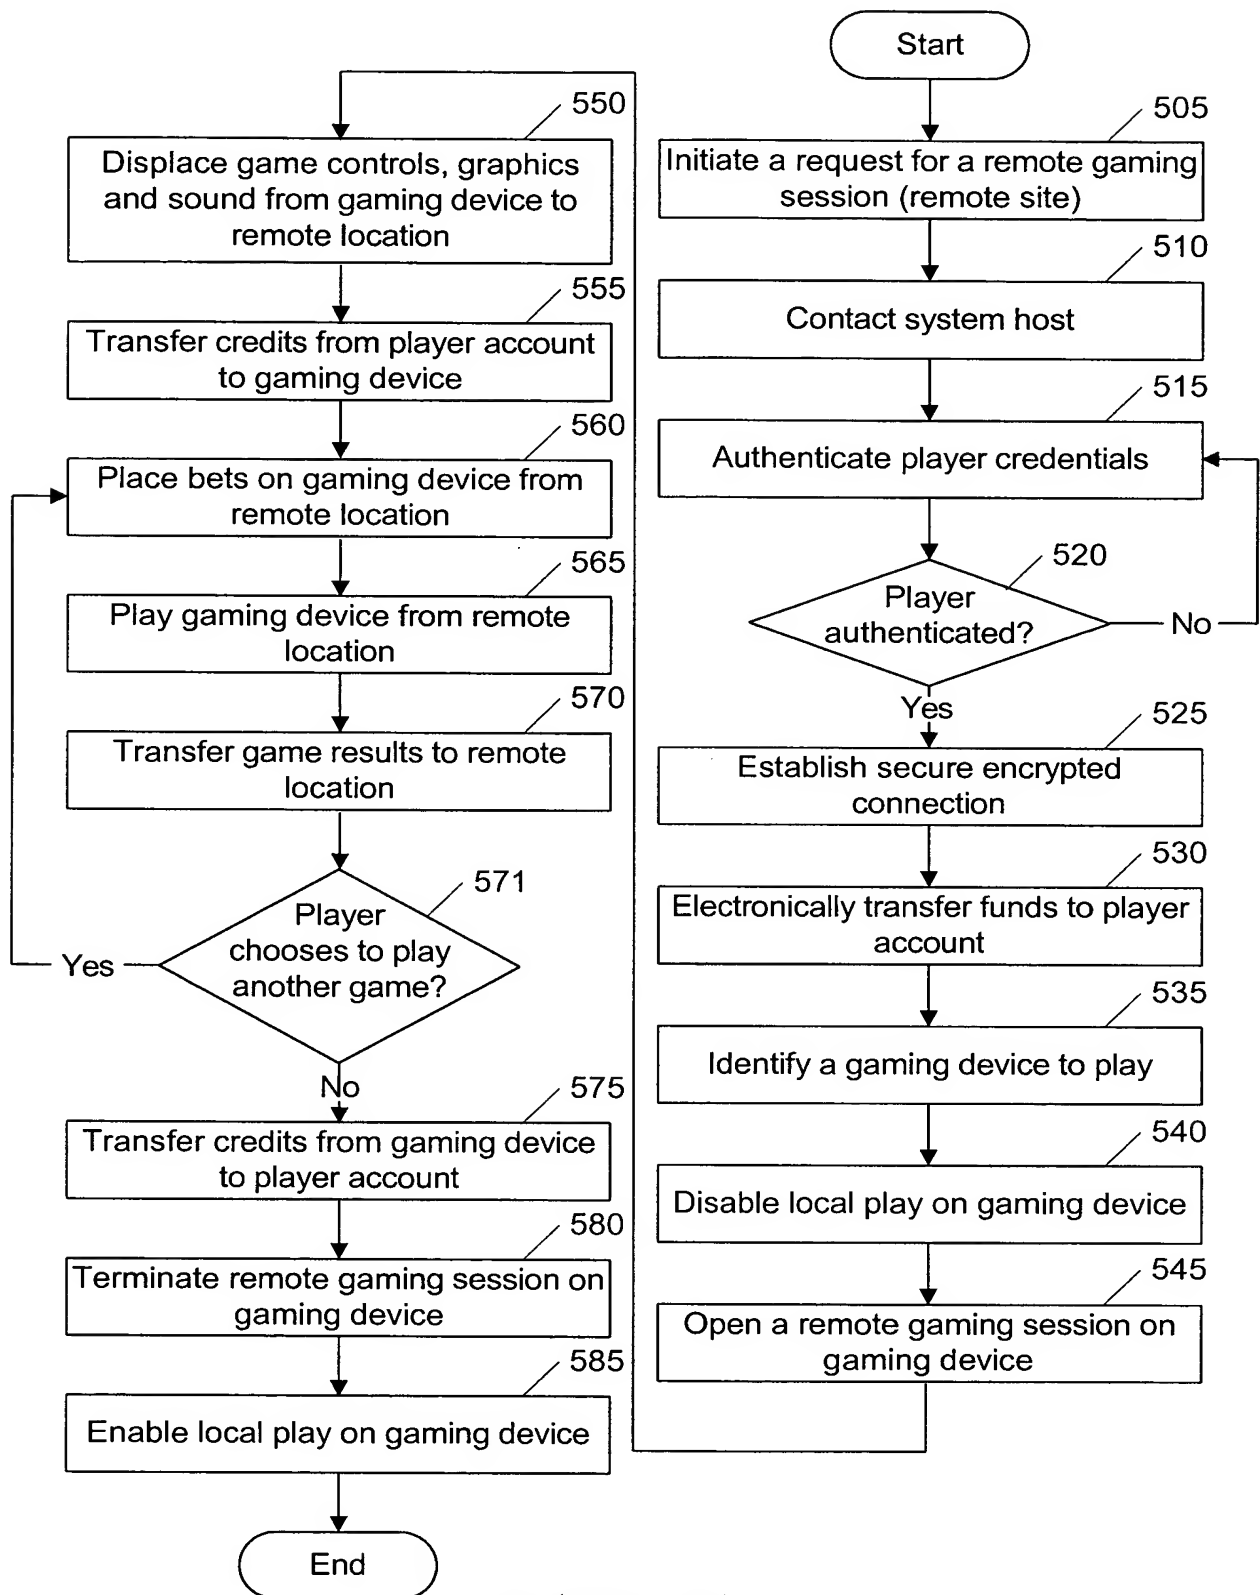 Start
505
Initiate a request for a remote gaming
session (remote site)
510
Contact system host
515
Authenticate player credentials
520
Player
authenticated?
No
Yes
525
Establish secure encrypted
connection
530
Electronically transfer funds to player
account
535
Identify a gaming device to play
540
Disable local play on gaming device
545
Open a remote gaming session on
gaming device
550
Displace game controls, graphics
and sound from gaming device to
remote location
555
Transfer credits from player account
to gaming device
560
Place bets on gaming device from
remote location
565
Play gaming device from remote
location
570
Transfer game results to remote
location
571
Player
chooses to play
another game?
Yes
No
575
Transfer credits from gaming device
to player account
580
Terminate remote gaming session on
gaming device
585
Enable local play on gaming device
End